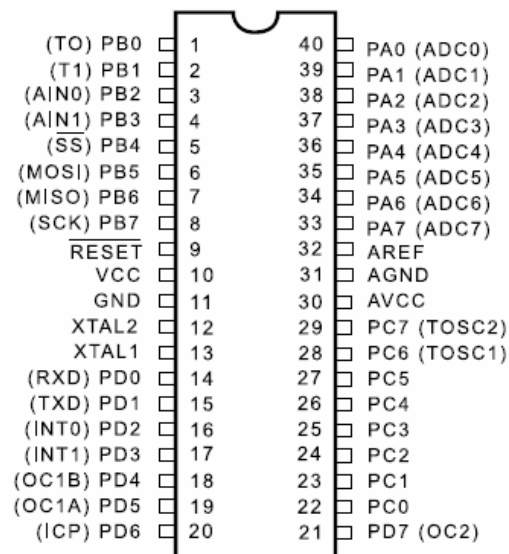 (TO) PB0 1 40 PA0 (ADC0)
(T1) PB1 2 39 PA1 (ADC1)
(AIN0) PB2 3 38 PA2 (ADC2)
(AIN1) PB3 4 37 PA3 (ADC3)
(SS) PB4 5 36 PA4 (ADC4)
(MOSI) PB5 6 35 PA5 (ADC5)
(MISO) PB6 7 34 PA6 (ADC6)
(SCK) PB7 8 33 PA7 (ADC7)
RESET 9 32 AREF
VCC 10 31 AGND
GND 11 30 AVCC
XTAL2 12 29 PC7 (TOSC2)
XTAL1 13 28 PC6 (TOSC1)
(RXD) PD0 14 27 PC5
(TXD) PD1 15 26 PC4
(INT0) PD2 16 25 PC3
(INT1) PD3 17 24 PC2
(OC1B) PD4 18 23 PC1
(OC1A) PD5 19 22 PC0
(ICP) PD6 20 21 PD7 (OC2)